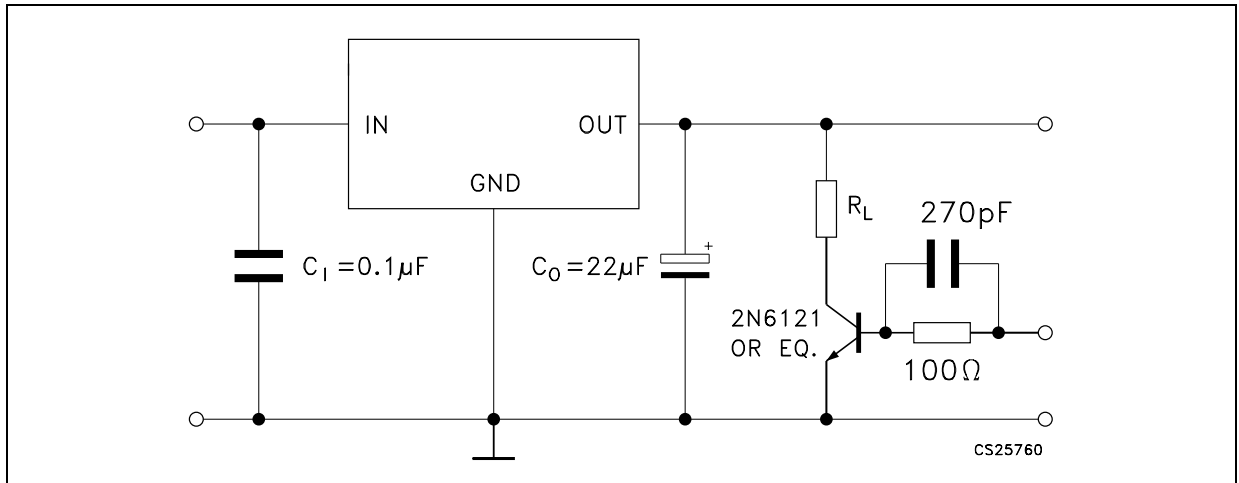 IN
OUT
GND
C_I =0.1µF
C_O =22µF
R_L
270pF
2N6121
OR EQ.
100Ω
CS25760